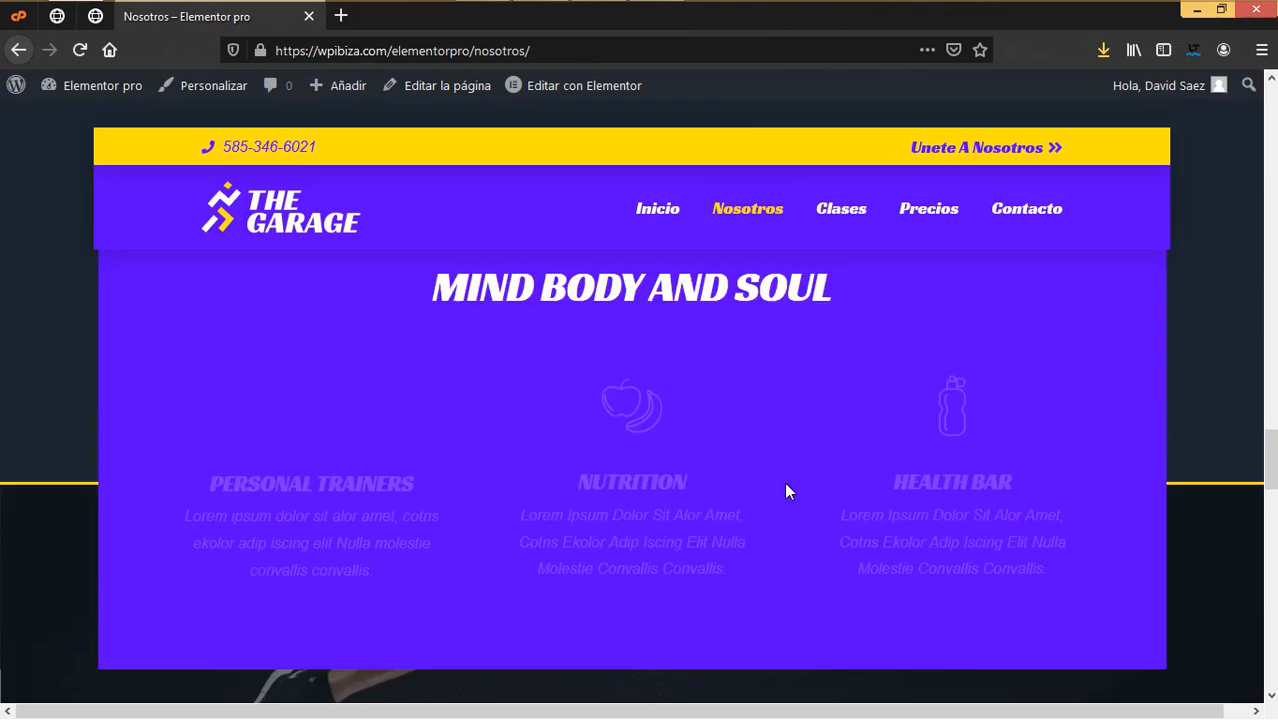 Nosotros – Elementor pro
https://wpibiza.com/elementorpro/nosotros/
Elementor pro Personalizar 0 Añadir Editar la página Editar con Elementor Hola, David Saez
585-346-6021 Unete A Nosotros
THE
GARAGE
Inicio Nosotros Clases Precios Contacto
MIND BODY AND SOUL
PERSONAL TRAINERS
Lorem ipsum dolor sit alor amet, cotns
ekolor adip iscing elit Nulla molestie
convallis convallis.
NUTRITION
Lorem Ipsum Dolor Sit Alor Amet,
Cotns Ekolor Adip Iscing Elit Nulla
Molestie Convallis Convallis.
HEALTH BAR
Lorem Ipsum Dolor Sit Alor Amet,
Cotns Ekolor Adip Iscing Elit Nulla
Molestie Convallis Convallis.